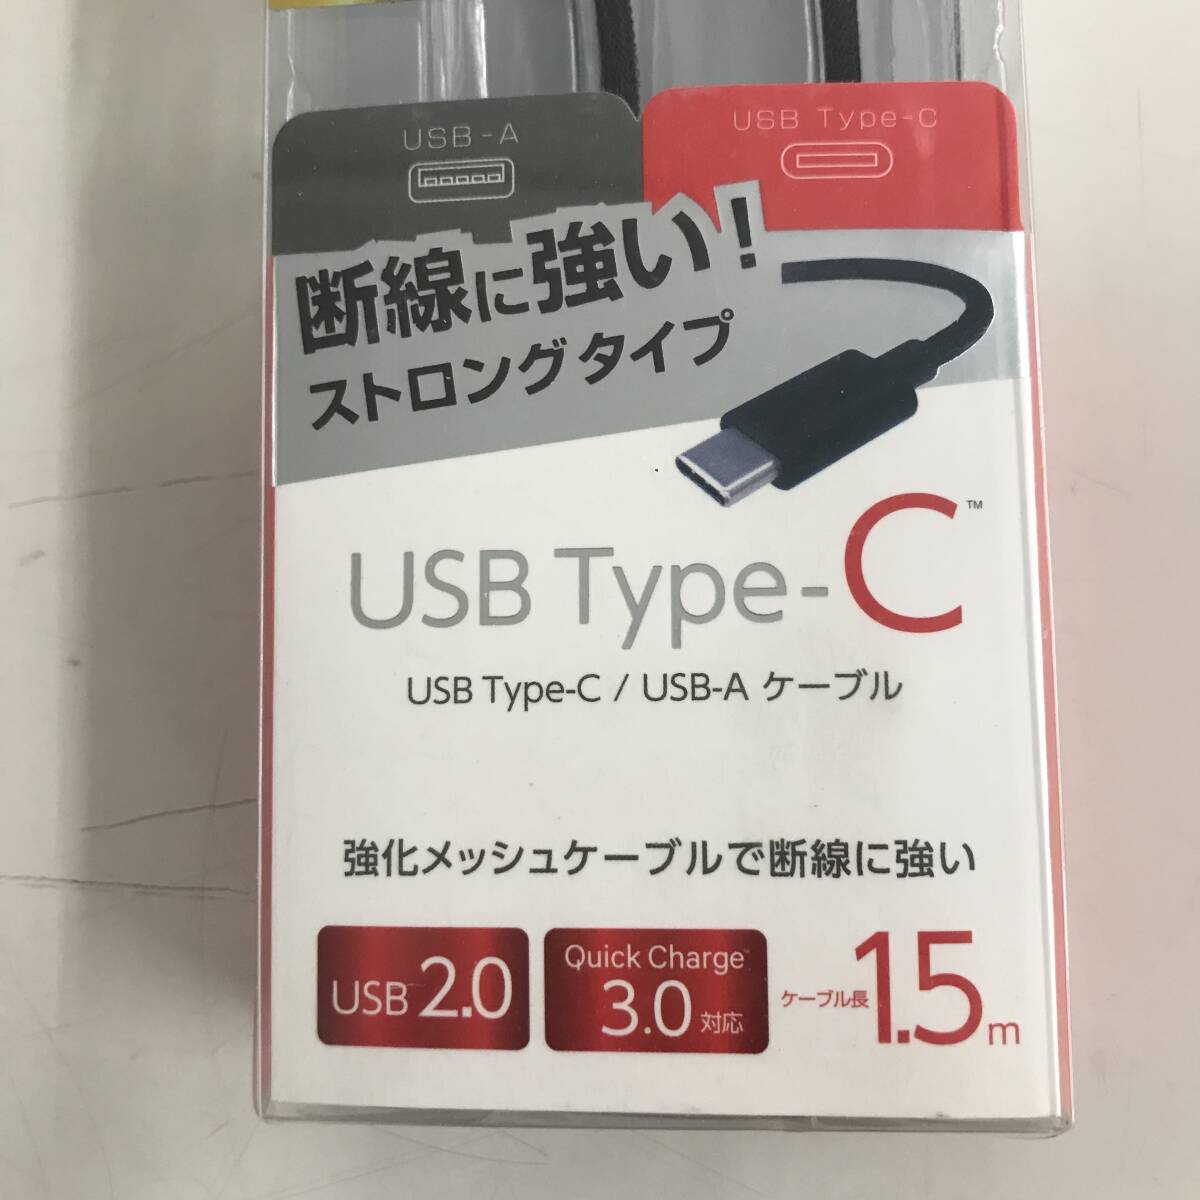 USB-A
USB Type-C
断線に強い!
ストロングタイプ
USB Type-C™
USB Type-C / USB-A ケーブル
強化メッシュケーブルで断線に強い
USB 2.0
Quick Charge™
3.0 対応
ケーブル長 1.5m